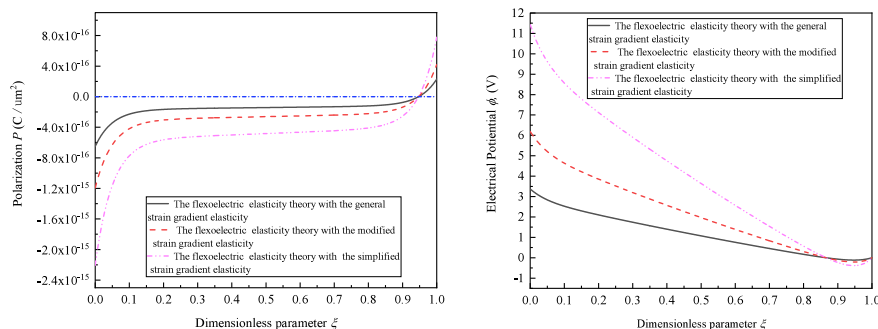 8.0x10-16
4.0x10-16
0.0
-4.0x10-16
-8.0x10-16
-1.2x10-15
-1.6x10-15
-2.0x10-15
-2.4x10-15
Polarization P (C / um²)
The flexoelectric elasticity theory with the general
strain gradient elasticity
The flexoelectric elasticity theory with the modified
strain gradient elasticity
The flexoelectric elasticity theory with the simplified
strain gradient elasticity
0.0 0.1 0.2 0.3 0.4 0.5 0.6 0.7 0.8 0.9 1.0
Dimensionless parameter ξ
12
11
10
9
8
7
6
5
4
3
2
1
0
-1
Electrical Potiential ϕ (V)
The flexoelectric elasticity theory with the general
strain gradient elasticity
The flexoelectric elasticity theory with the modified
strain gradient elasticity
The flexoelectric elasticity theory with the simplified
strain gradient elasticity
0.0 0.1 0.2 0.3 0.4 0.5 0.6 0.7 0.8 0.9 1.0
Dimensionless parameter ξ